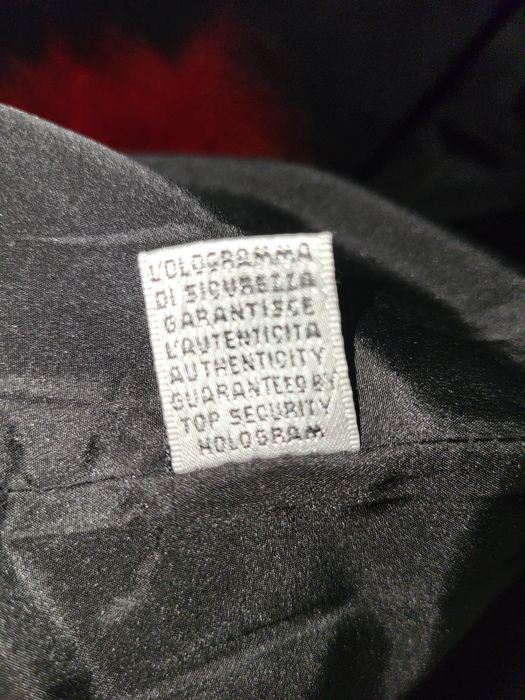 L'OLOGRAMMA
DI SICUREZZA
GARANTISCE
L'AUTENTICITA
AUTHENTICITY
GUARANTEED BY
TOP SECURITY
HOLOGRAM